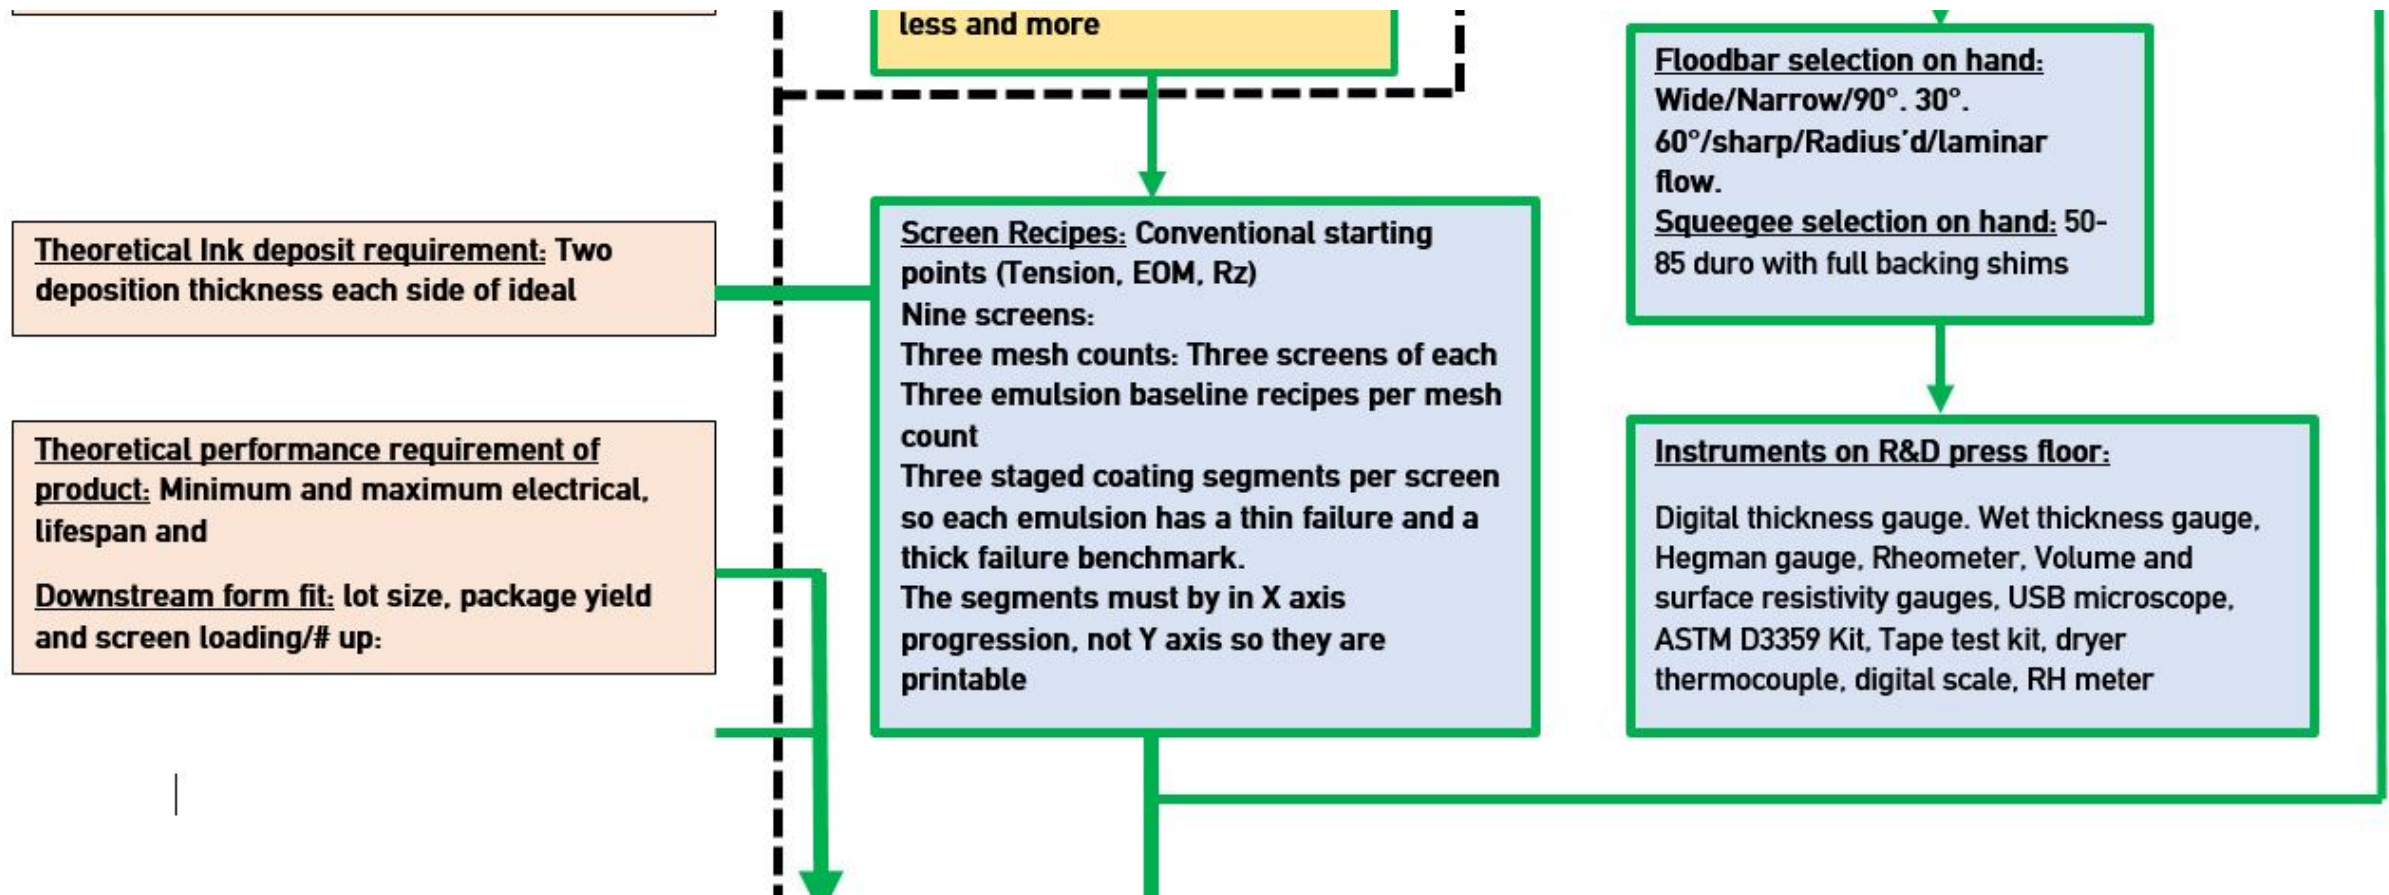 less and more
Theoretical Ink deposit requirement: Two
deposition thickness each side of ideal
Theoretical performance requirement of
product: Minimum and maximum electrical,
lifespan and
Downstream form fit: lot size, package yield
and screen loading/# up:
Screen Recipes: Conventional starting
points (Tension, EOM, Rz)
Nine screens:
Three mesh counts: Three screens of each
Three emulsion baseline recipes per mesh
count
Three staged coating segments per screen
so each emulsion has a thin failure and a
thick failure benchmark.
The segments must by in X axis
progression, not Y axis so they are
printable
Floodbar selection on hand:
Wide/Narrow/90°. 30°.
60°/sharp/Radius'd/laminar
flow.
Squeegee selection on hand: 50-
85 duro with full backing shims
Instruments on R&D press floor:
Digital thickness gauge. Wet thickness gauge,
Hegman gauge, Rheometer, Volume and
surface resistivity gauges, USB microscope,
ASTM D3359 Kit, Tape test kit, dryer
thermocouple, digital scale, RH meter